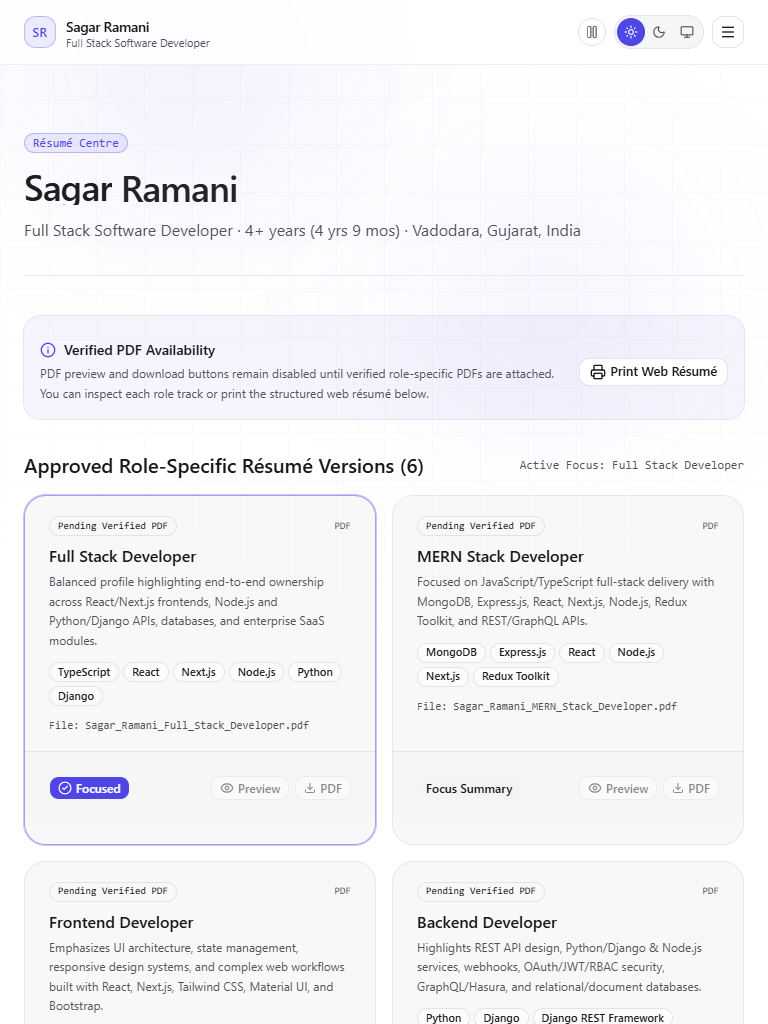 SR
Sagar Ramani
Full Stack Software Developer
Résumé Centre
Sagar Ramani
Full Stack Software Developer · 4+ years (4 yrs 9 mos) · Vadodara, Gujarat, India
Verified PDF Availability
PDF preview and download buttons remain disabled until verified role-specific PDFs are attached.
You can inspect each role track or print the structured web résumé below.
Print Web Résumé
Approved Role-Specific Résumé Versions (6)
Active Focus: Full Stack Developer
Pending Verified PDF
PDF
Full Stack Developer
Balanced profile highlighting end-to-end ownership
across React/Next.js frontends, Node.js and
Python/Django APIs, databases, and enterprise SaaS
modules.
TypeScript React Next.js Node.js Python
Django
File: Sagar_Ramani_Full_Stack_Developer.pdf
Focused
Preview
PDF
Pending Verified PDF
PDF
MERN Stack Developer
Focused on JavaScript/TypeScript full-stack delivery with
MongoDB, Express.js, React, Next.js, Node.js, Redux
Toolkit, and REST/GraphQL APIs.
MongoDB Express.js React Node.js
Next.js Redux Toolkit
File: Sagar_Ramani_MERN_Stack_Developer.pdf
Focus Summary
Preview
PDF
Pending Verified PDF
PDF
Frontend Developer
Emphasizes UI architecture, state management,
responsive design systems, and complex web workflows
built with React, Next.js, Tailwind CSS, Material UI, and
Bootstrap.
Pending Verified PDF
PDF
Backend Developer
Highlights REST API design, Python/Django & Node.js
services, webhooks, OAuth/JWT/RBAC security,
GraphQL/Hasura, and relational/document databases.
Python Django Django REST Framework